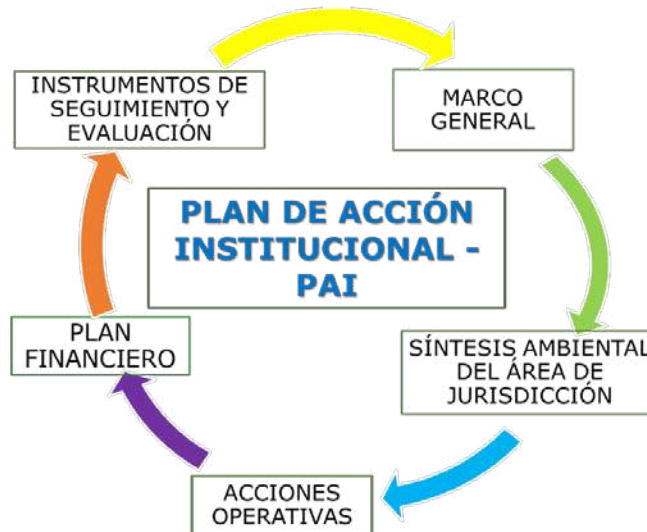 INSTRUMENTOS DE
SEGUIMIENTO Y
EVALUACIÓN
MARCO
GENERAL
PLAN DE ACCIÓN
INSTITUCIONAL -
PAI
PLAN
FINANCIERO
SÍNTESIS AMBIENTAL
DEL ÁREA DE
JURISDICCIÓN
ACCIONES
OPERATIVAS